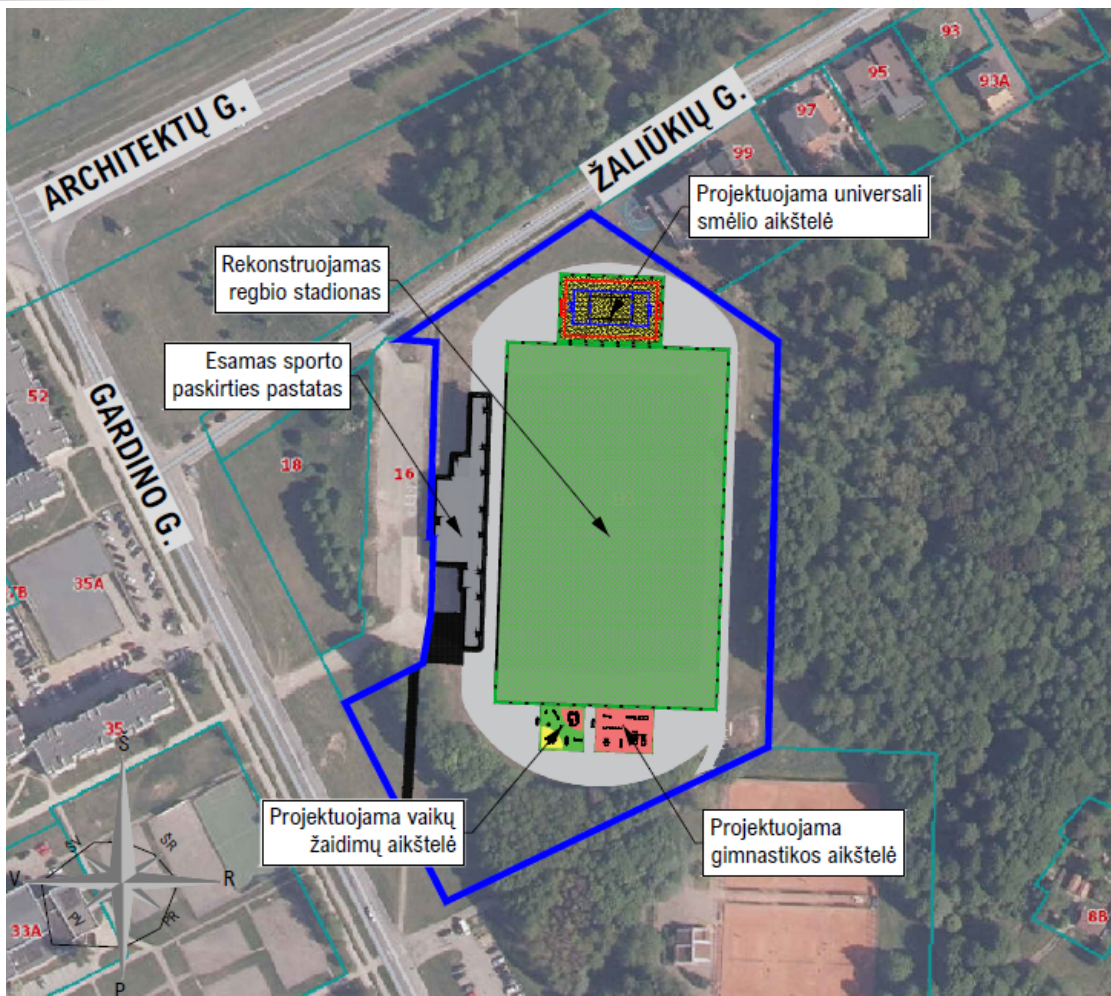 ARCHITEKTŲ G.
ŽALIŪKIŲ G.
93
95
93A
97
99
Projektuojama universali
smėlio aikštelė
Rekonstruojamas
regbio stadionas
Esamas sporto
paskirties pastatas
52
GARDINO G.
18
16
35A
7B
35
Projektuojama vaikų
žaidimų aikštelė
Projektuojama
gimnastikos aikštelė
Š
ŠV
ŠR
V
R
PV
PR
P
33A
8B